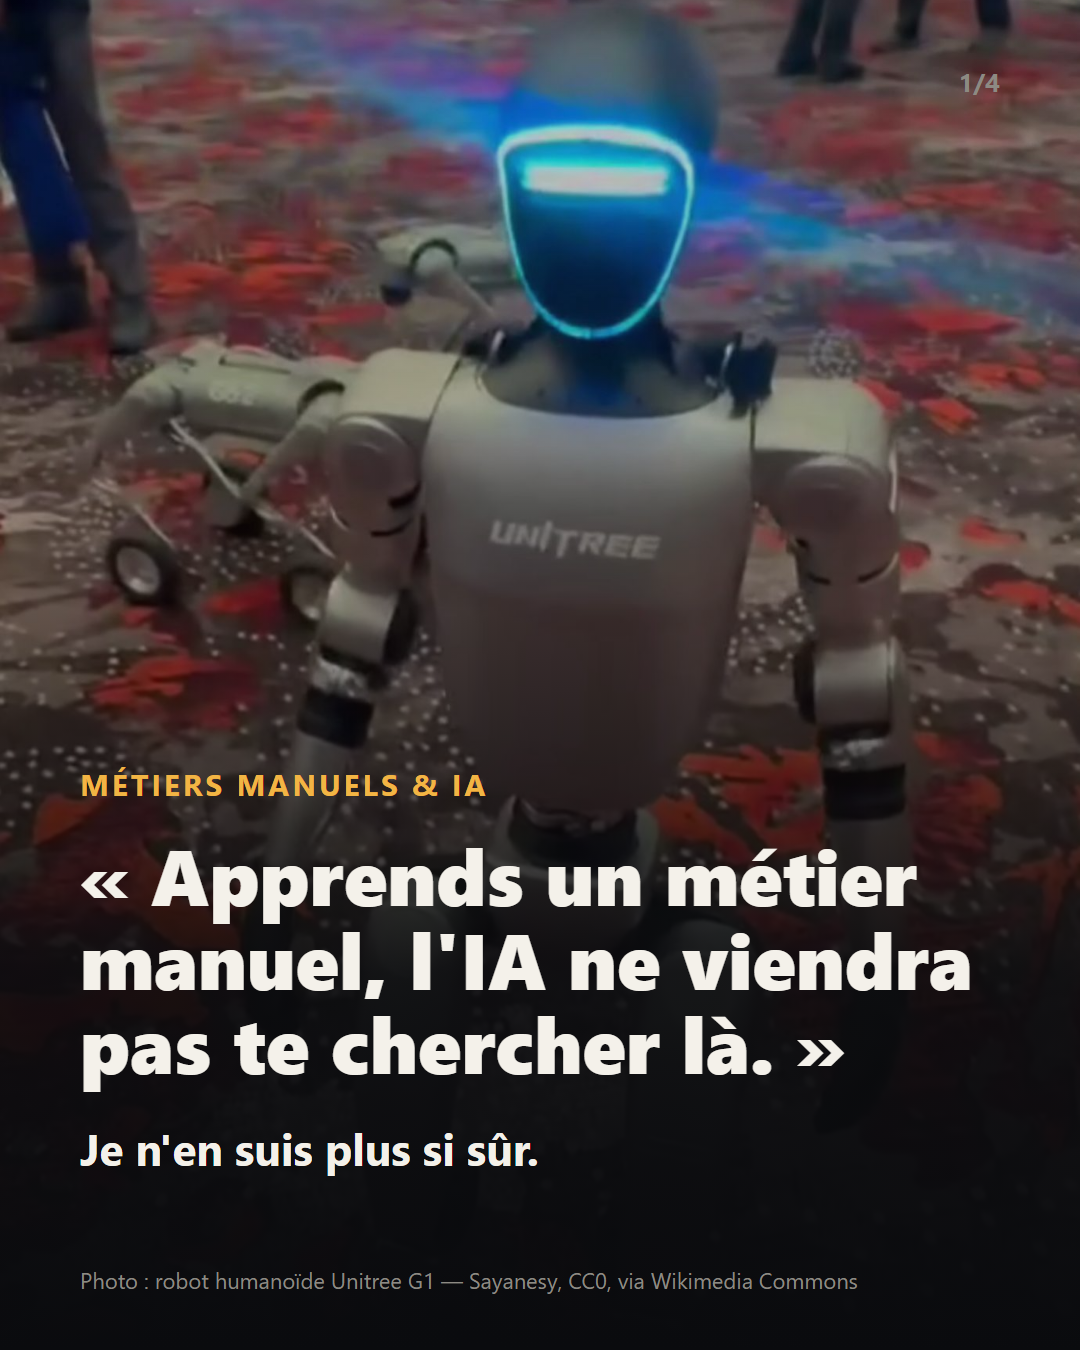 1/4
UNITREE
MÉTIERS MANUELS & IA
« Apprends un métier
manuel, l'IA ne viendra
pas te chercher là. »
Je n'en suis plus si sûr.
Photo : robot humanoïde Unitree G1 — Sayanesy, CC0, via Wikimedia Commons